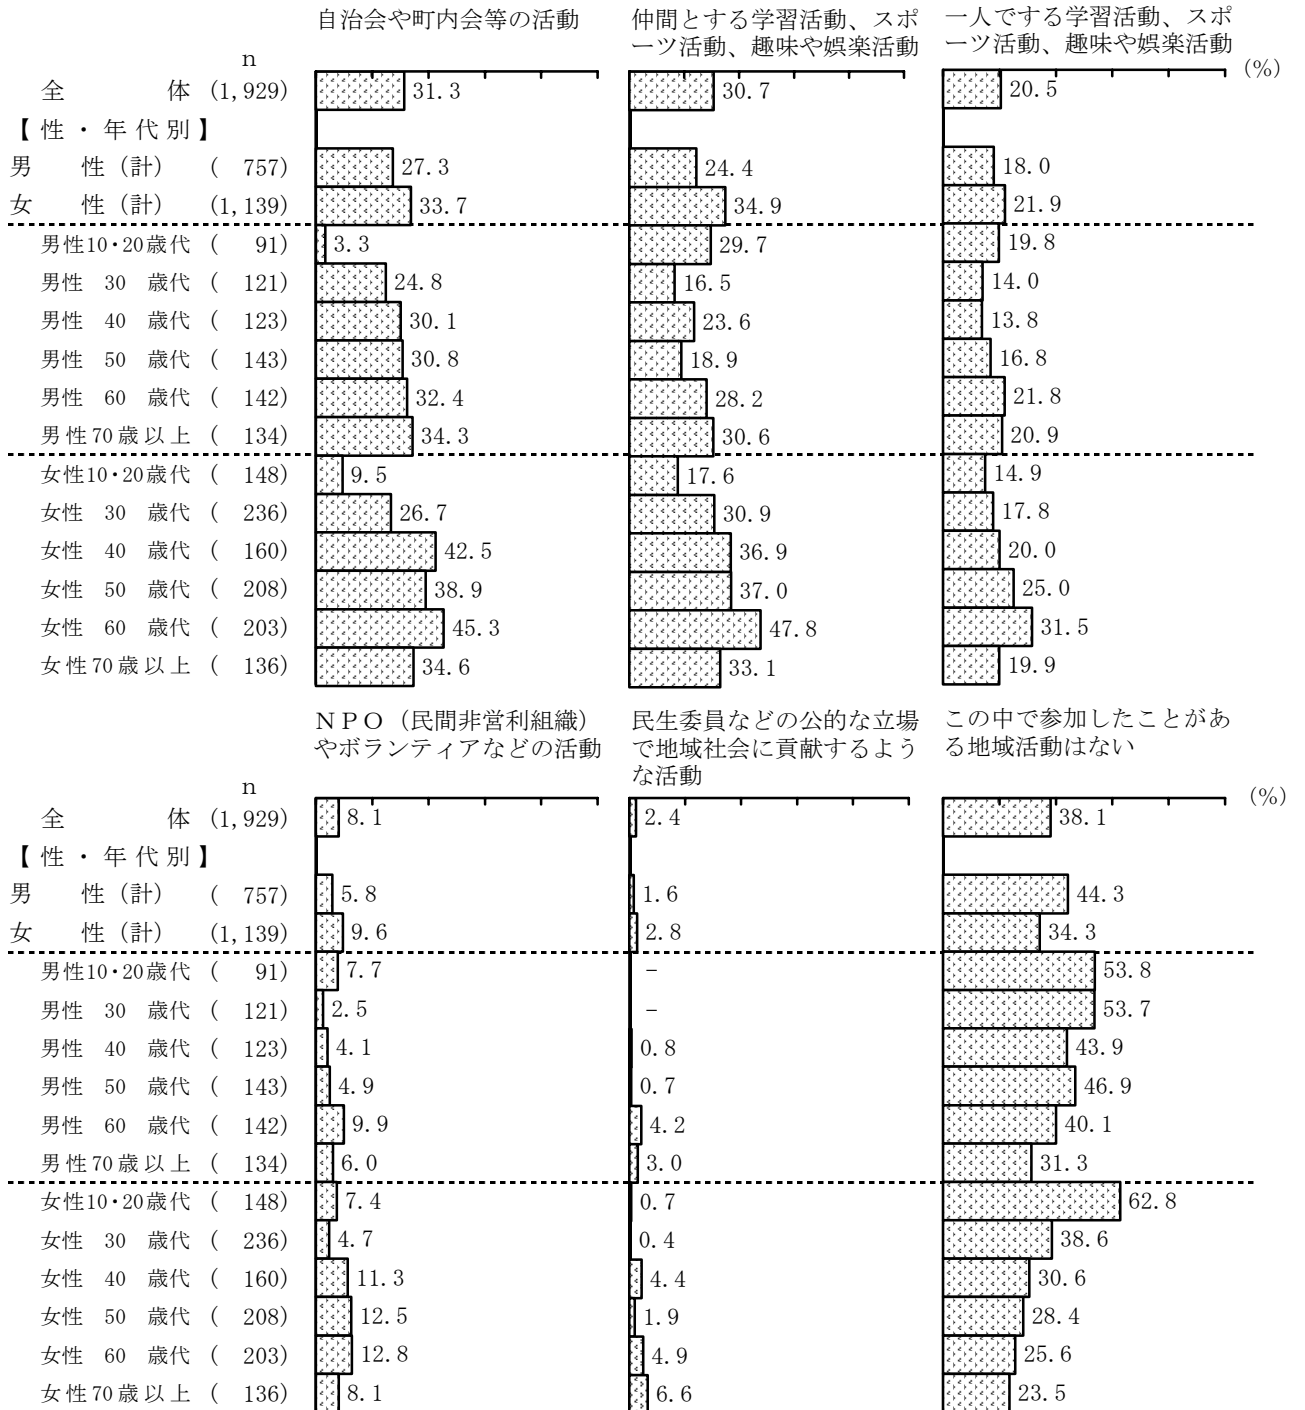 自治会や町内会等の活動
仲間とする学習活動、スポ
ーツ活動、趣味や娯楽活動
一人でする学習活動、スポ
ーツ活動、趣味や娯楽活動
n
(%)
全 体 (1,929) 31.3 30.7 20.5
【性・年代別】
男 性(計) ( 757) 27.3 24.4 18.0
女 性(計) (1,139) 33.7 34.9 21.9
男性10・20歳代 ( 91) 3.3 29.7 19.8
男性 30 歳代 ( 121) 24.8 16.5 14.0
男性 40 歳代 ( 123) 30.1 23.6 13.8
男性 50 歳代 ( 143) 30.8 18.9 16.8
男性 60 歳代 ( 142) 32.4 28.2 21.8
男性70歳以上 ( 134) 34.3 30.6 20.9
女性10・20歳代 ( 148) 9.5 17.6 14.9
女性 30 歳代 ( 236) 26.7 30.9 17.8
女性 40 歳代 ( 160) 42.5 36.9 20.0
女性 50 歳代 ( 208) 38.9 37.0 25.0
女性 60 歳代 ( 203) 45.3 47.8 31.5
女性70歳以上 ( 136) 34.6 33.1 19.9
NPO(民間非営利組織)
やボランティアなどの活動
民生委員などの公的な立場
で地域社会に貢献するよう
な活動
この中で参加したことがあ
る地域活動はない
n
(%)
全 体 (1,929) 8.1 2.4 38.1
【性・年代別】
男 性(計) ( 757) 5.8 1.6 44.3
女 性(計) (1,139) 9.6 2.8 34.3
男性10・20歳代 ( 91) 7.7 - 53.8
男性 30 歳代 ( 121) 2.5 - 53.7
男性 40 歳代 ( 123) 4.1 0.8 43.9
男性 50 歳代 ( 143) 4.9 0.7 46.9
男性 60 歳代 ( 142) 9.9 4.2 40.1
男性70歳以上 ( 134) 6.0 3.0 31.3
女性10・20歳代 ( 148) 7.4 0.7 62.8
女性 30 歳代 ( 236) 4.7 0.4 38.6
女性 40 歳代 ( 160) 11.3 4.4 30.6
女性 50 歳代 ( 208) 12.5 1.9 28.4
女性 60 歳代 ( 203) 12.8 4.9 25.6
女性70歳以上 ( 136) 8.1 6.6 23.5